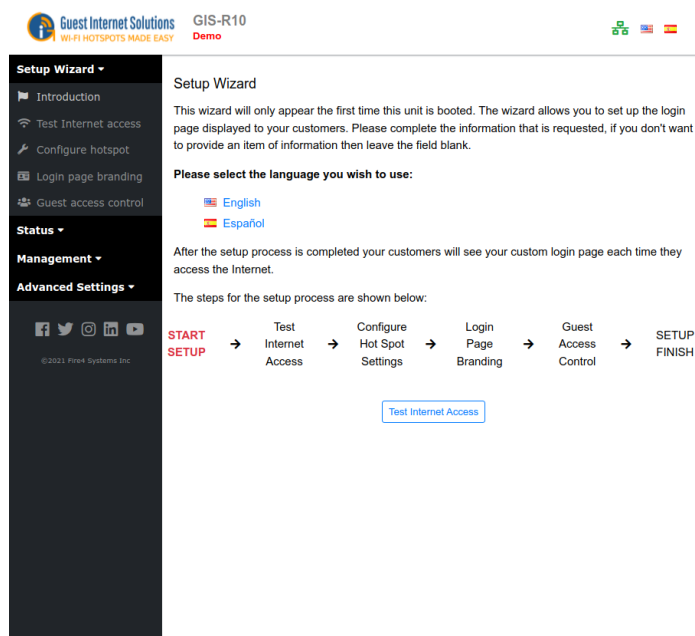 Guest Internet Solutions
WI-FI HOTSPOTS MADE EASY
GIS-R10
Demo
Setup Wizard
Introduction
Test Internet access
Configure hotspot
Login page branding
Guest access control
Status
Management
Advanced Settings
©2021 Fire4 Systems Inc
Setup Wizard
This wizard will only appear the first time this unit is booted. The wizard allows you to set up the login
page displayed to your customers. Please complete the information that is requested, if you don't want
to provide an item of information then leave the field blank.
Please select the language you wish to use:
English
Español
After the setup process is completed your customers will see your custom login page each time they
access the Internet.
The steps for the setup process are shown below:
START
SETUP
Test
Internet
Access
Configure
Hot Spot
Settings
Login
Page
Branding
Guest
Access
Control
SETUP
FINISH
Test Internet Access